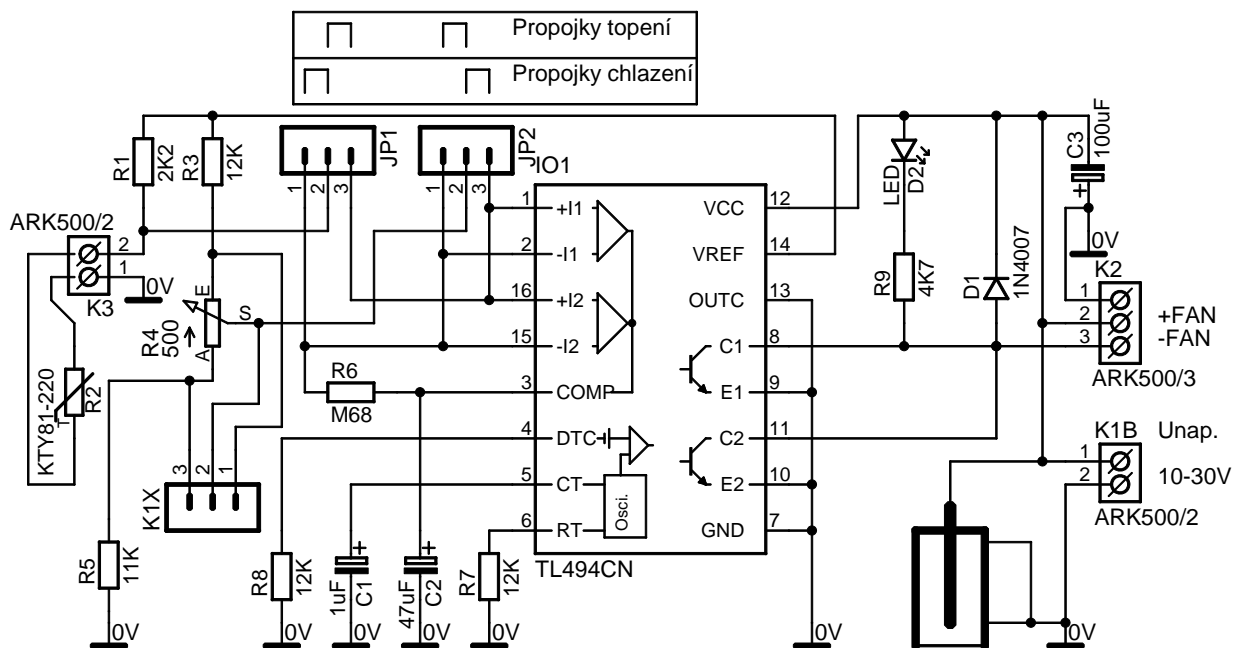 Propojky topení
Propojky chlazení
R1
2K2
R3
12K
JP1
1
2
3
JP2
1
2
3
IO1
ARK500/2
2
1
K3
0V
E
S
A
R4
500
R2
KTY81-220
T
K1X
3
2
1
R5
11K
0V
R6
M68
R8
12K
0V
1uF
C1
0V
47uF
C2
0V
R7
12K
0V
1
+I1
2
-I1
16
+I2
15
-I2
3
COMP
4
DTC
5
CT
6
RT
Osci.
VCC
12
VREF
14
OUTC
13
C1
8
E1
9
C2
11
E2
10
GND
7
TL494CN
0V
LED
D2
R9
4K7
D1
1N4007
C3
100uF
0V
K2
1
2
3
+FAN
-FAN
ARK500/3
K1B
Unap.
1
2
10-30V
ARK500/2
0V